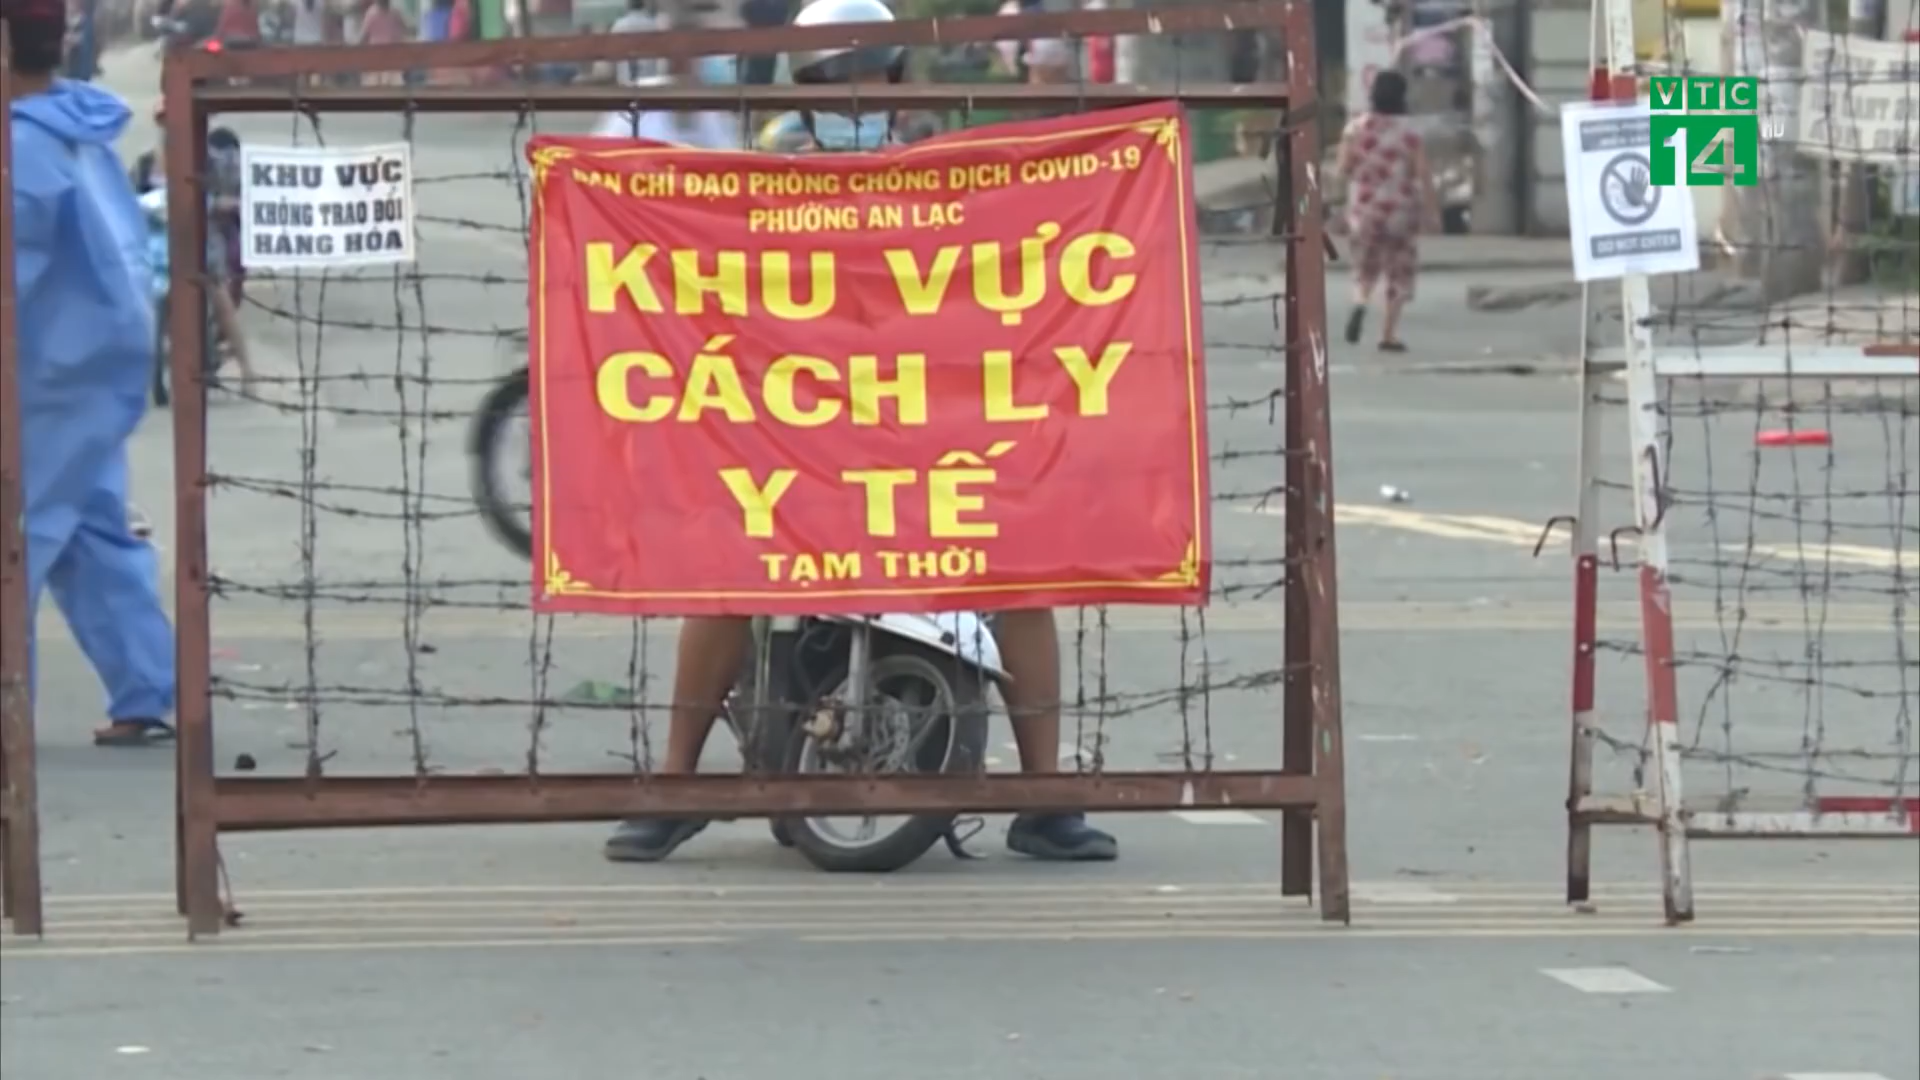 KHU VỰC
KHÔNG TRAO ĐỔI
HÀNG HÓA
BAN CHỈ ĐẠO PHÒNG CHỐNG DỊCH COVID-19
PHƯỜNG AN LẠC
KHU VỰC
CÁCH LY
Y TẾ
TẠM THỜI
DO NOT ENTER
VTC
14
HD